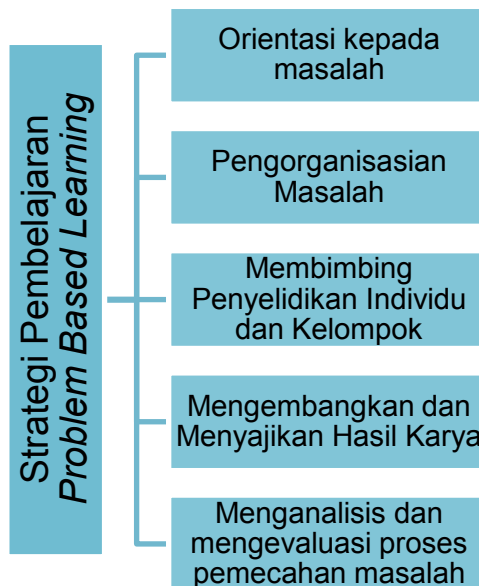 Strategi Pembelajaran
Problem Based Learning
Orientasi kepada
masalah
Pengorganisasian
Masalah
Membimbing
Penyelidikan Individu
dan Kelompok
Mengembangkan dan
Menyajikan Hasil Karya
Menganalisis dan
mengevaluasi proses
pemecahan masalah